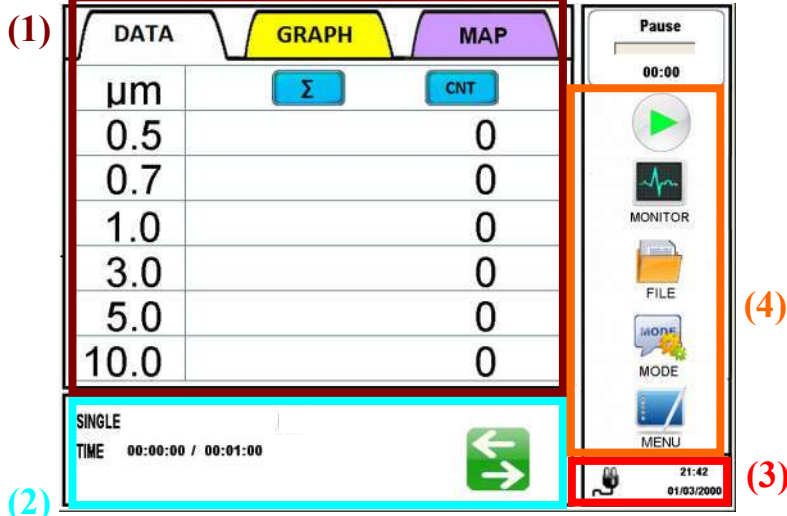 (1)
DATA GRAPH MAP
μm Σ CNT
0.5 0
0.7 0
1.0 0
3.0 0
5.0 0
10.0 0
SINGLE
TIME 00:00:00 / 00:01:00
(2)
Pause
00:00
MONITOR
FILE
MODE
MODE
MENU
(4)
21:42
01/03/2000
(3)